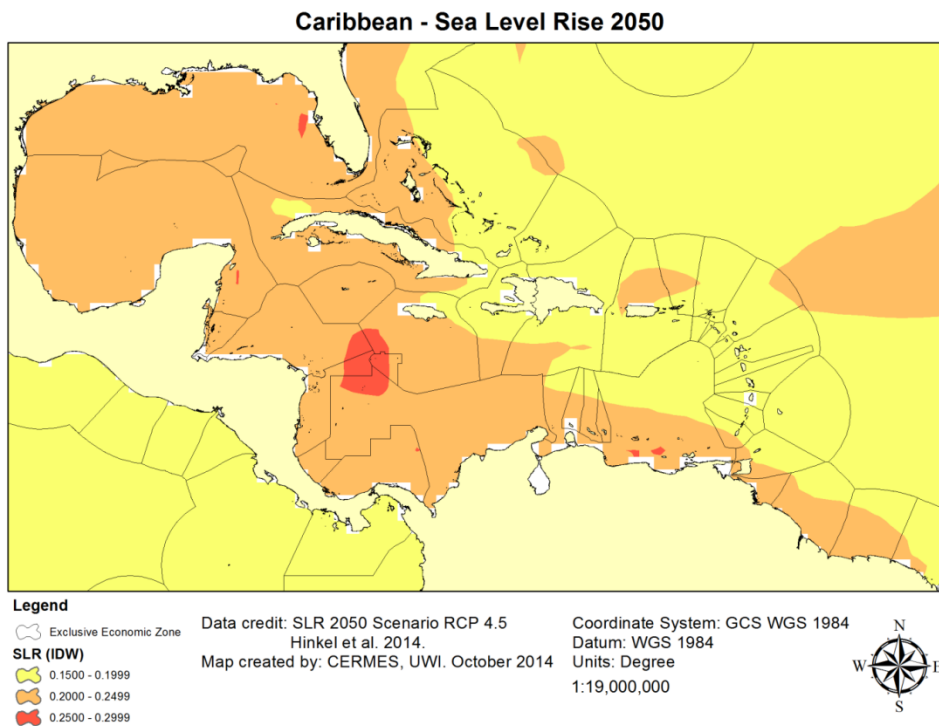 Caribbean - Sea Level Rise 2050
Legend
Exclusive Economic Zone
SLR (IDW)
0.1500 - 0.1999
0.2000 - 0.2499
0.2500 - 0.2999
Data credit: SLR 2050 Scenario RCP 4.5
Hinkel et al. 2014.
Map created by: CERMES, UWI. October 2014
Coordinate System: GCS WGS 1984
Datum: WGS 1984
Units: Degree
1:19,000,000
N
W
E
S